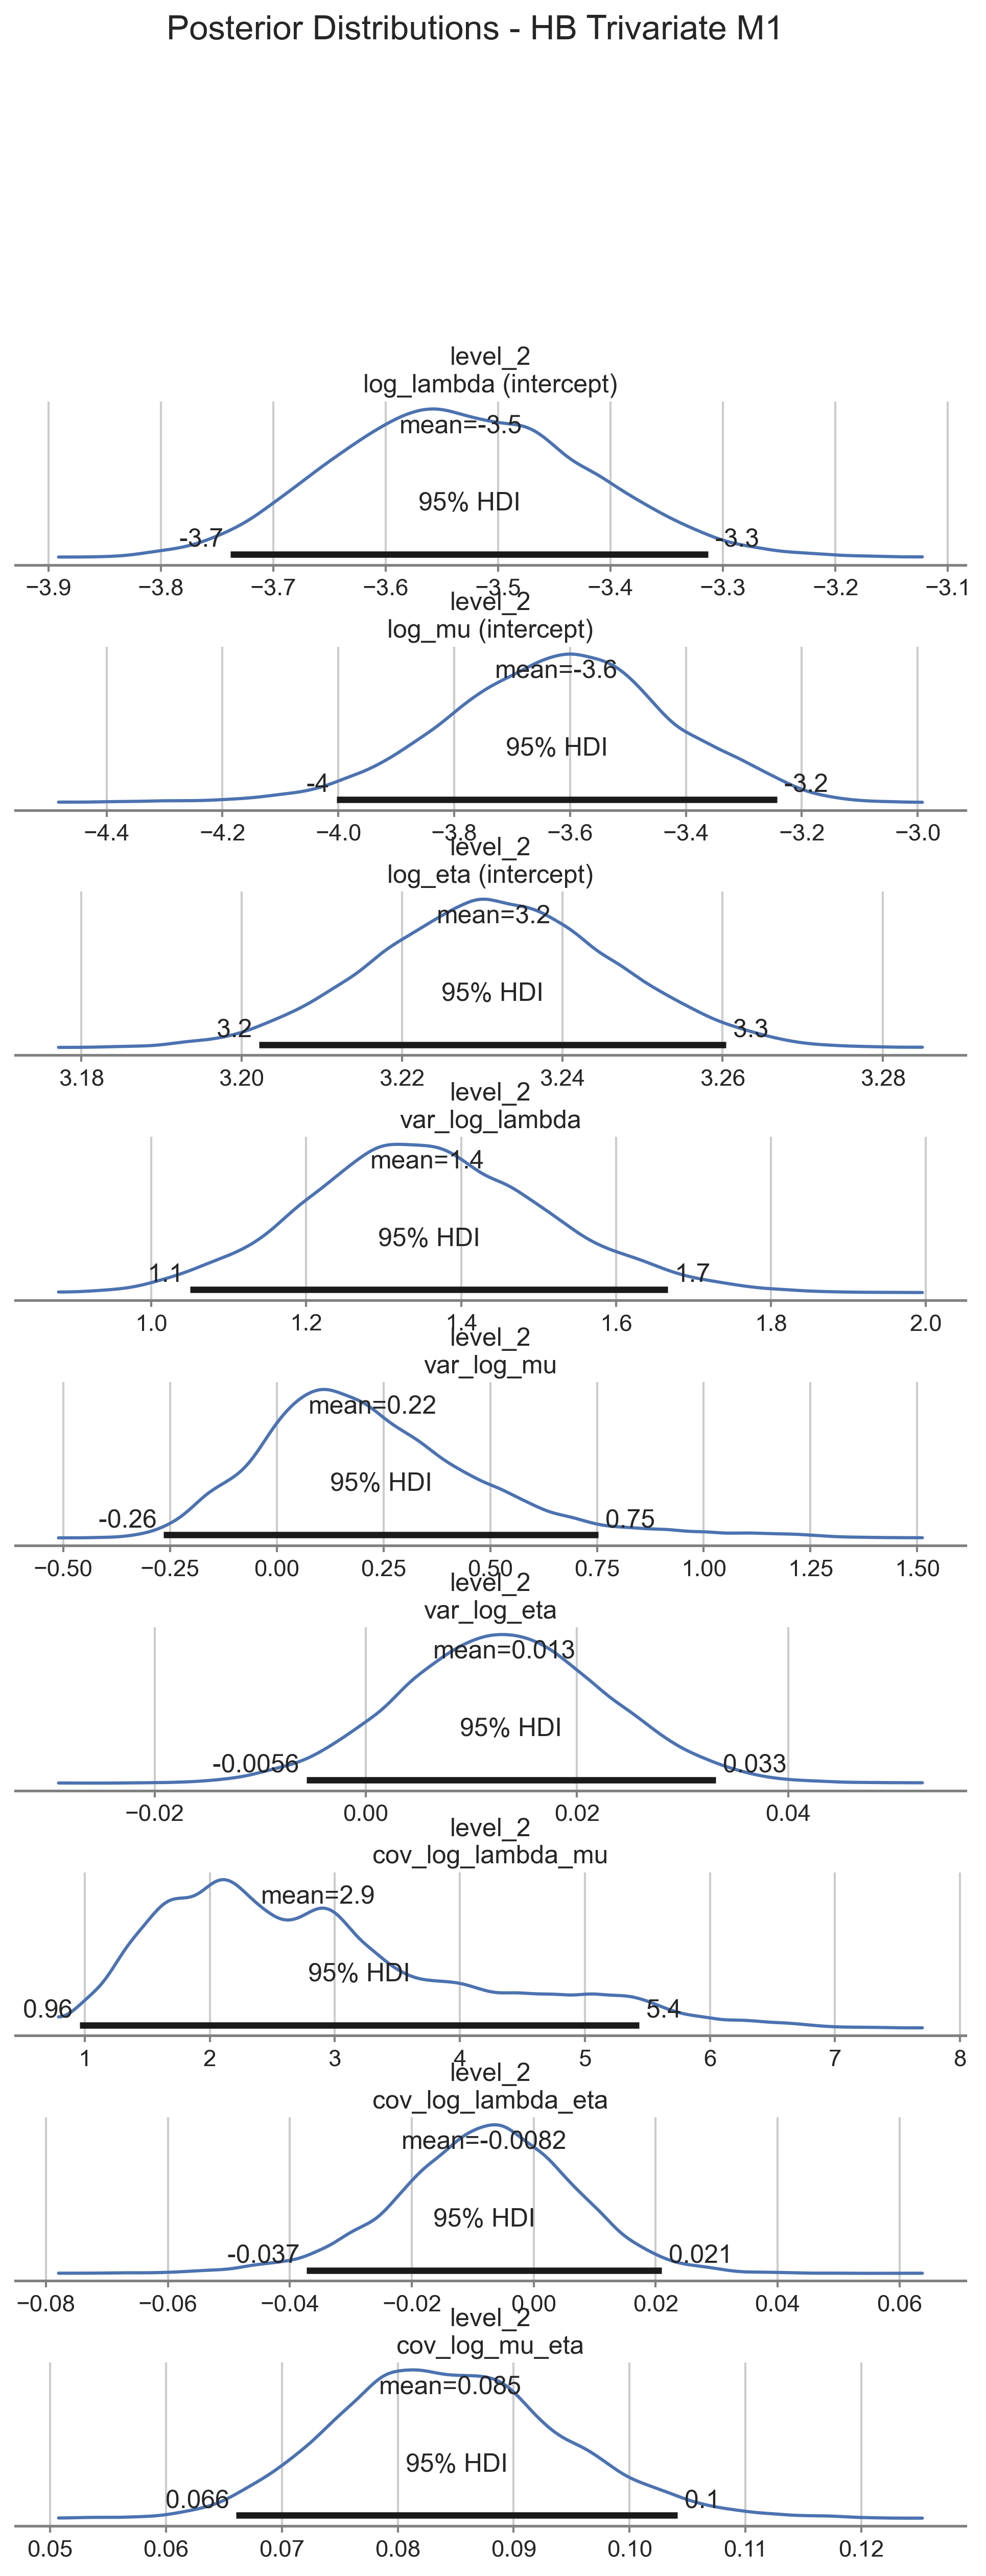 Posterior Distributions - HB Trivariate M1
level_2
log_lambda (intercept)
mean=-3.5
95% HDI
-3.7
-3.3
−3.9 −3.8 −3.7 −3.6 −3.5 −3.4 −3.3 −3.2 −3.1
level_2
log_mu (intercept)
mean=-3.6
95% HDI
-4
-3.2
−4.4 −4.2 −4.0 −3.8 −3.6 −3.4 −3.2 −3.0
level_2
log_eta (intercept)
mean=3.2
95% HDI
3.2
3.3
3.18 3.20 3.22 3.24 3.26 3.28
level_2
var_log_lambda
mean=1.4
95% HDI
1.1
1.7
1.0 1.2 1.4 1.6 1.8 2.0
level_2
var_log_mu
mean=0.22
95% HDI
-0.26
0.75
−0.50 −0.25 0.00 0.25 0.50 0.75 1.00 1.25 1.50
level_2
var_log_eta
mean=0.013
95% HDI
-0.0056
0.033
−0.02 0.00 0.02 0.04
level_2
cov_log_lambda_mu
mean=2.9
95% HDI
0.96
5.4
1 2 3 4 5 6 7 8
level_2
cov_log_lambda_eta
mean=-0.0082
95% HDI
-0.037
0.021
−0.08 −0.06 −0.04 −0.02 0.00 0.02 0.04 0.06
level_2
cov_log_mu_eta
mean=0.085
95% HDI
0.066
0.1
0.05 0.06 0.07 0.08 0.09 0.10 0.11 0.12